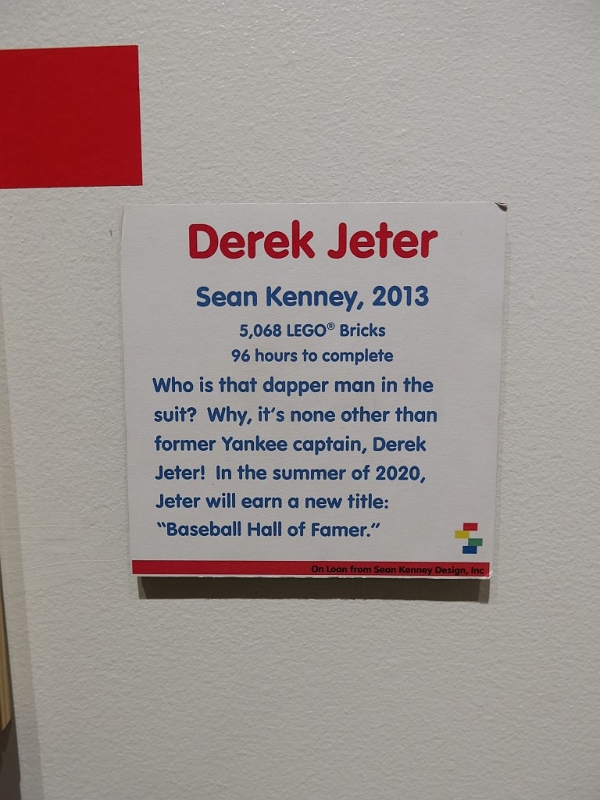 Derek Jeter
Sean Kenney, 2013
5,068 LEGO® Bricks
96 hours to complete
Who is that dapper man in the
suit? Why, it's none other than
former Yankee captain, Derek
Jeter! In the summer of 2020,
Jeter will earn a new title:
“Baseball Hall of Famer.”
On Loan from Sean Kenney Design, Inc